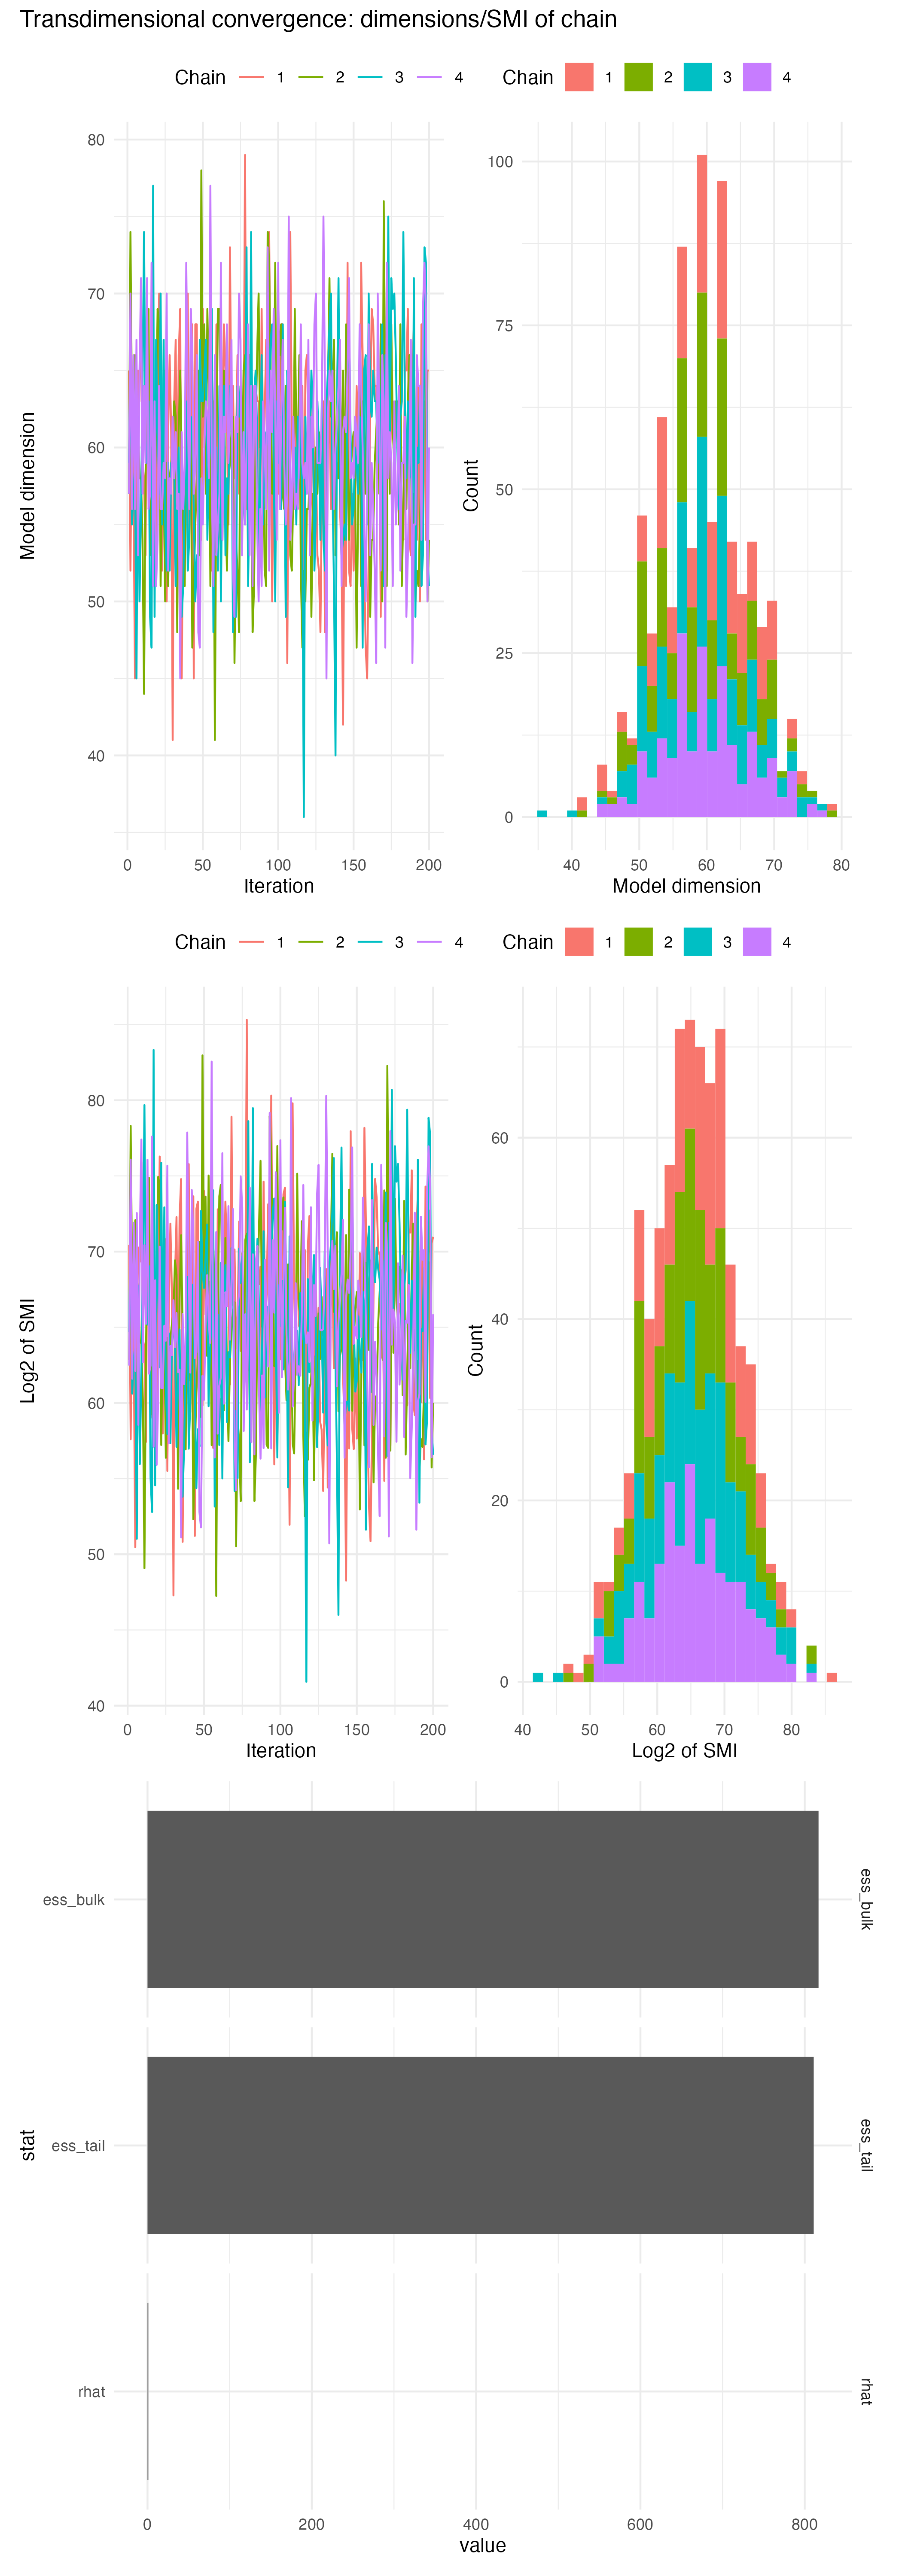 Transdimensional convergence: dimensions/SMI of chain
Chain 1 2 3 4
Chain 1 2 3 4
Model dimension
80
70
60
50
40
0 50 100 150 200
Iteration
Count
100
75
50
25
0
40 50 60 70 80
Model dimension
Chain 1 2 3 4
Chain 1 2 3 4
Log2 of SMI
80
70
60
50
40
0 50 100 150 200
Iteration
Count
60
40
20
0
40 50 60 70 80
Log2 of SMI
stat
ess_bulk
ess_bulk
ess_tail
ess_tail
rhat
rhat
0 200 400 600 800
value